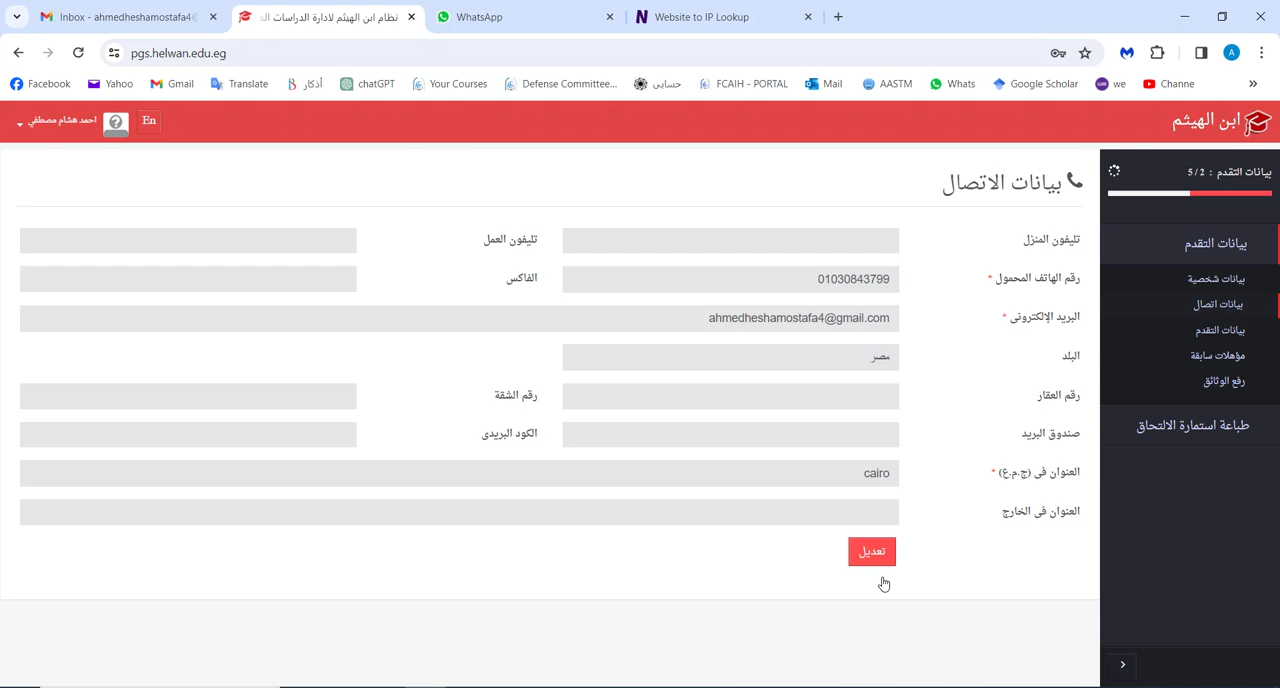 Inbox - ahmedheshamostafa4@
نظام ابن الهيثم لادارة الدراسات الع
WhatsApp
Website to IP Lookup
pgs.helwan.edu.eg
A
Facebook
Yahoo
Gmail
Translate
أذكار
chatGPT
Your Courses
Defense Committee...
حسابى
FCAIH - PORTAL
Mail
AASTM
Whats
Google Scholar
we
Channe
»
ابن الهيثم
En
احمد هشام مصطفي
بيانات التقدم : 2 / 5
بيانات التقدم
بيانات شخصية
بيانات اتصال
بيانات التقدم
مؤهلات سابقة
رفع الوثائق
طباعة استمارة الالتحاق
بيانات الاتصال
تليفون المنزل
تليفون العمل
رقم الهاتف المحمول *
01030843799
الفاكس
البريد الإلكترونى *
ahmedheshamostafa4@gmail.com
البلد
مصر
رقم العقار
رقم الشقة
صندوق البريد
الكود البريدى
العنوان فى (ج.م.ع) *
cairo
العنوان فى الخارج
تعديل